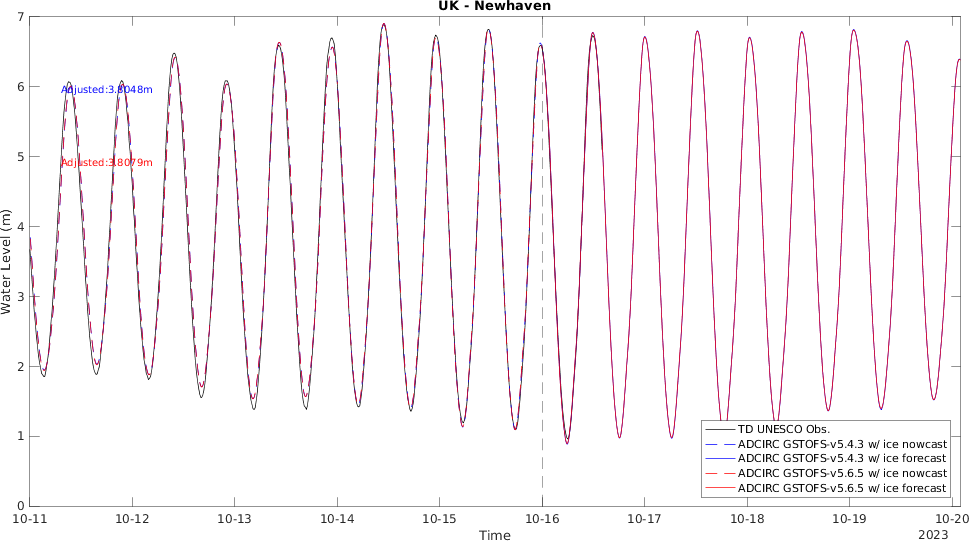 UK - Newhaven
7
6
5
4
3
2
1
0
Water Level (m)
Adjusted:3.8048m
Adjusted:3.8079m
TD UNESCO Obs.
ADCIRC GSTOFS-v5.4.3 w/ ice nowcast
ADCIRC GSTOFS-v5.4.3 w/ ice forecast
ADCIRC GSTOFS-v5.6.5 w/ ice nowcast
ADCIRC GSTOFS-v5.6.5 w/ ice forecast
10-11 10-12 10-13 10-14 10-15 10-16 10-17 10-18 10-19 10-20
Time
2023